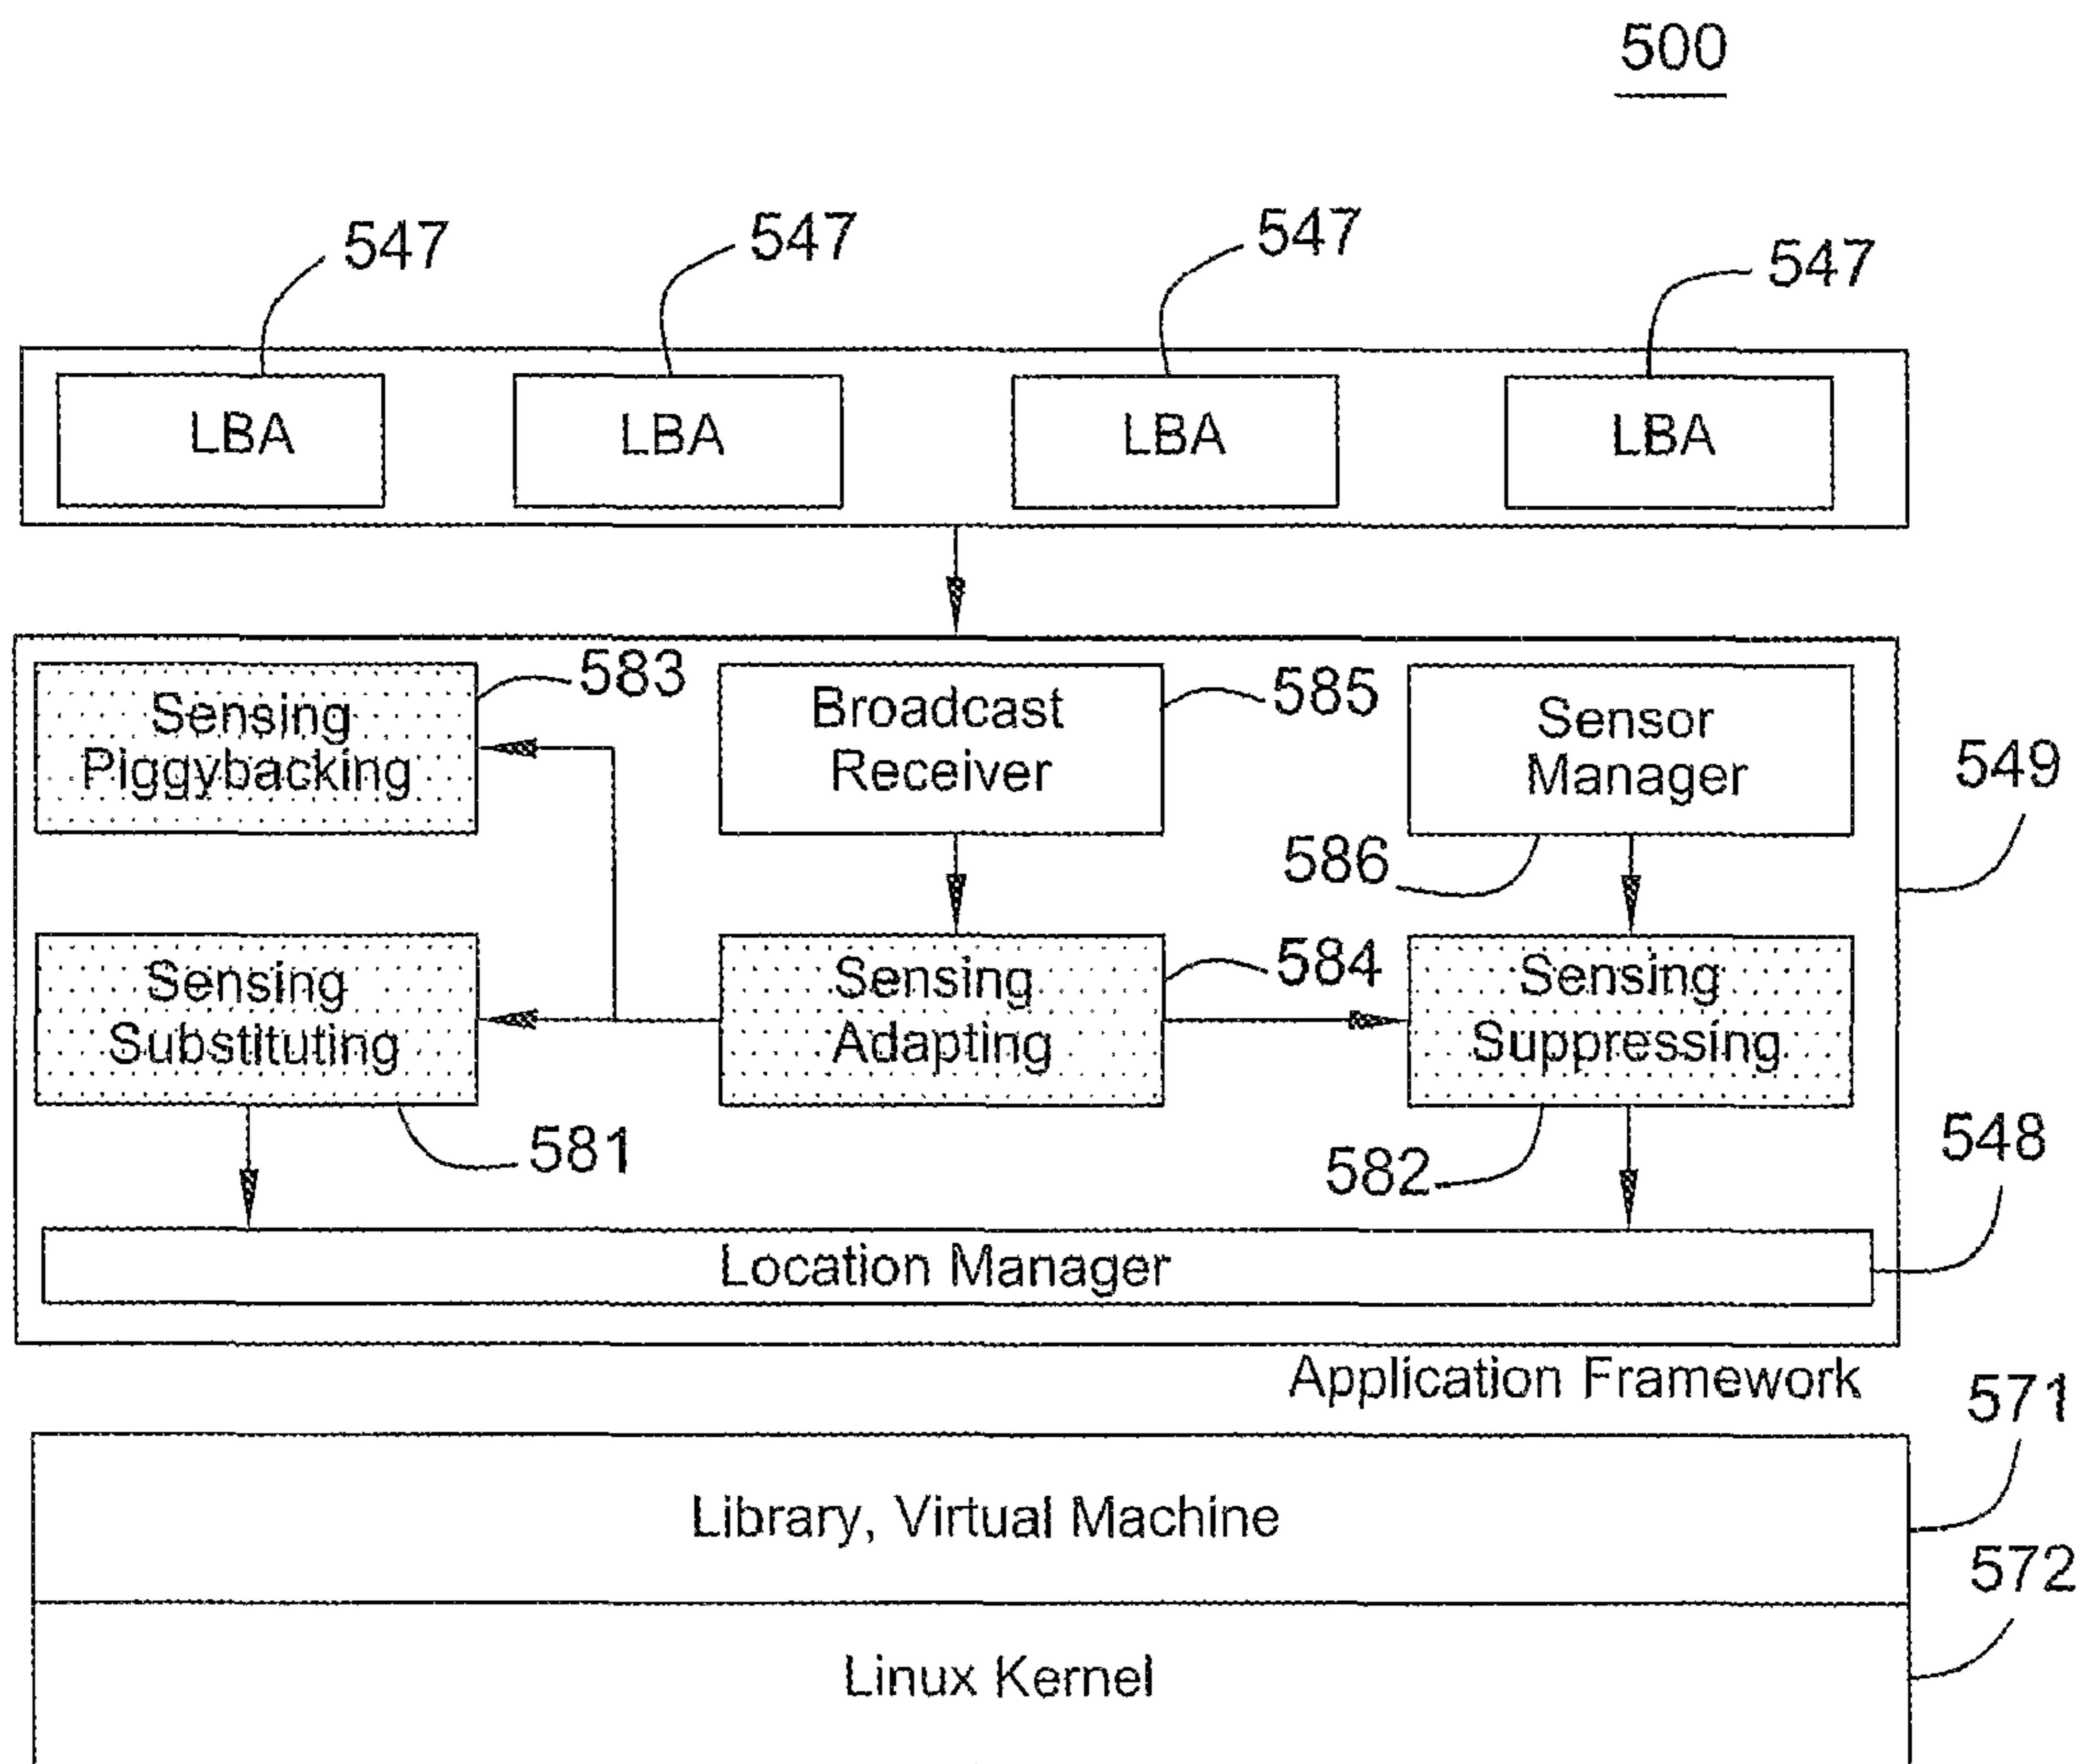 500
547
547
547
547
LBA
LBA
LBA
LBA
Sensing
Piggybacking
583
Broadcast
Receiver
585
Sensor
Manager
586
549
Sensing
Substituting
581
Sensing
Adapting
584
Sensing
Suppressing
582
548
Location Manager
Application Framework
571
Library, Virtual Machine
572
Linux Kernel